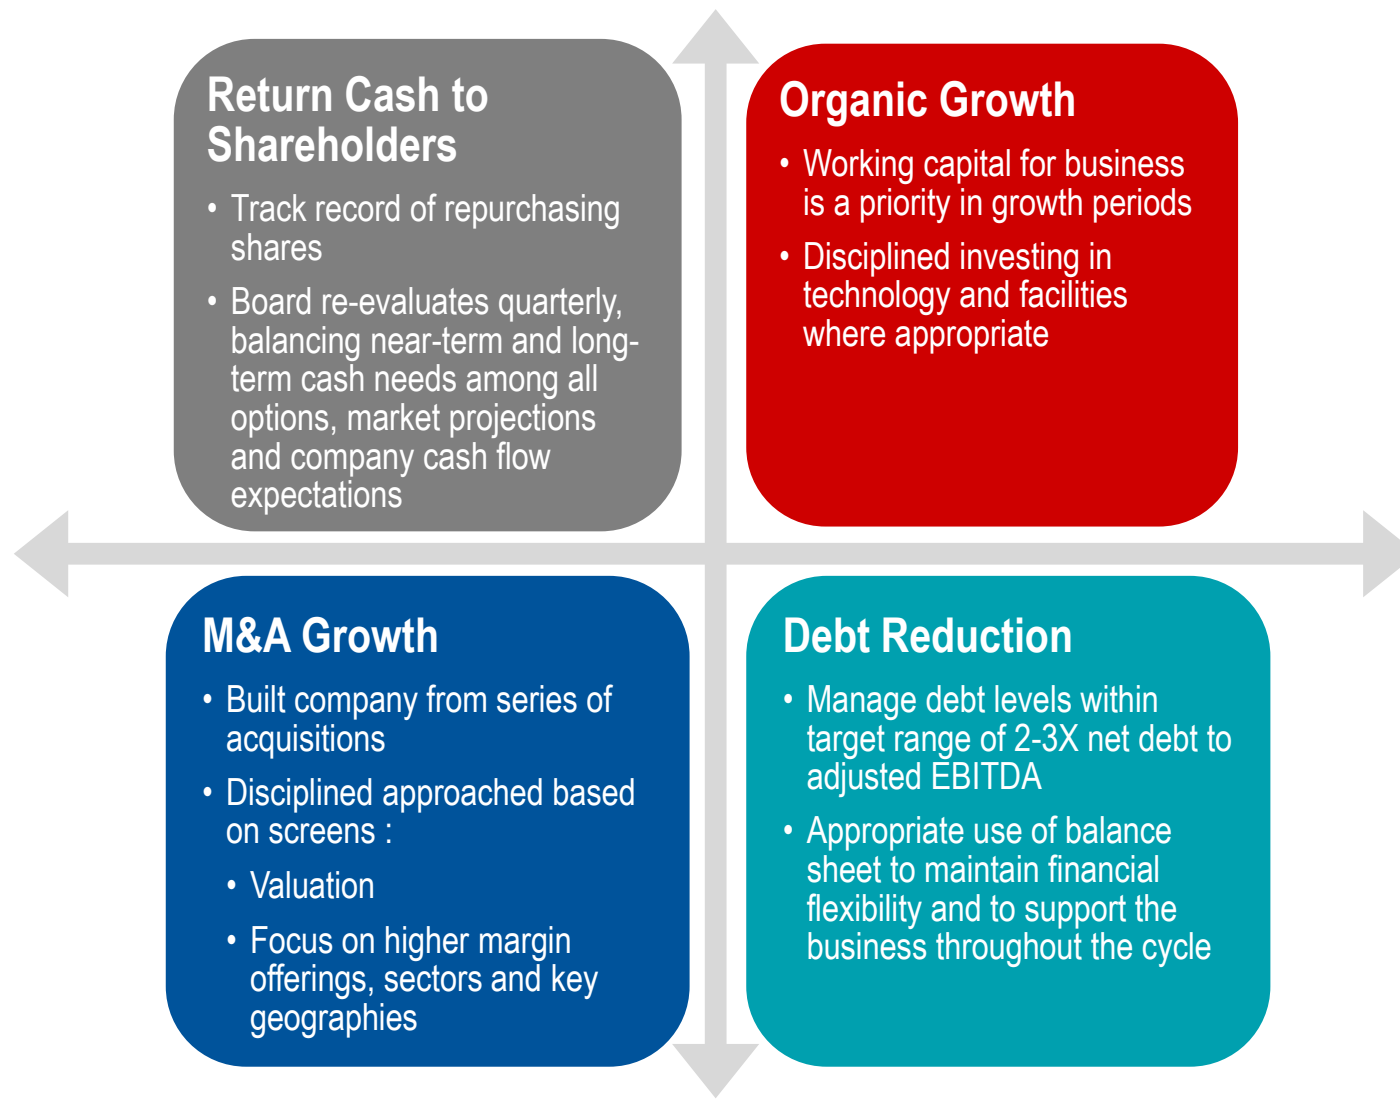 Return Cash to
Shareholders
• Track record of repurchasing
shares
• Board re-evaluates quarterly,
balancing near-term and long-
term cash needs among all
options, market projections
and company cash flow
expectations
Organic Growth
• Working capital for business
is a priority in growth periods
• Disciplined investing in
technology and facilities
where appropriate
M&A Growth
• Built company from series of
acquisitions
• Disciplined approached based
on screens :
• Valuation
• Focus on higher margin
offerings, sectors and key
geographies
Debt Reduction
• Manage debt levels within
target range of 2-3X net debt to
adjusted EBITDA
• Appropriate use of balance
sheet to maintain financial
flexibility and to support the
business throughout the cycle